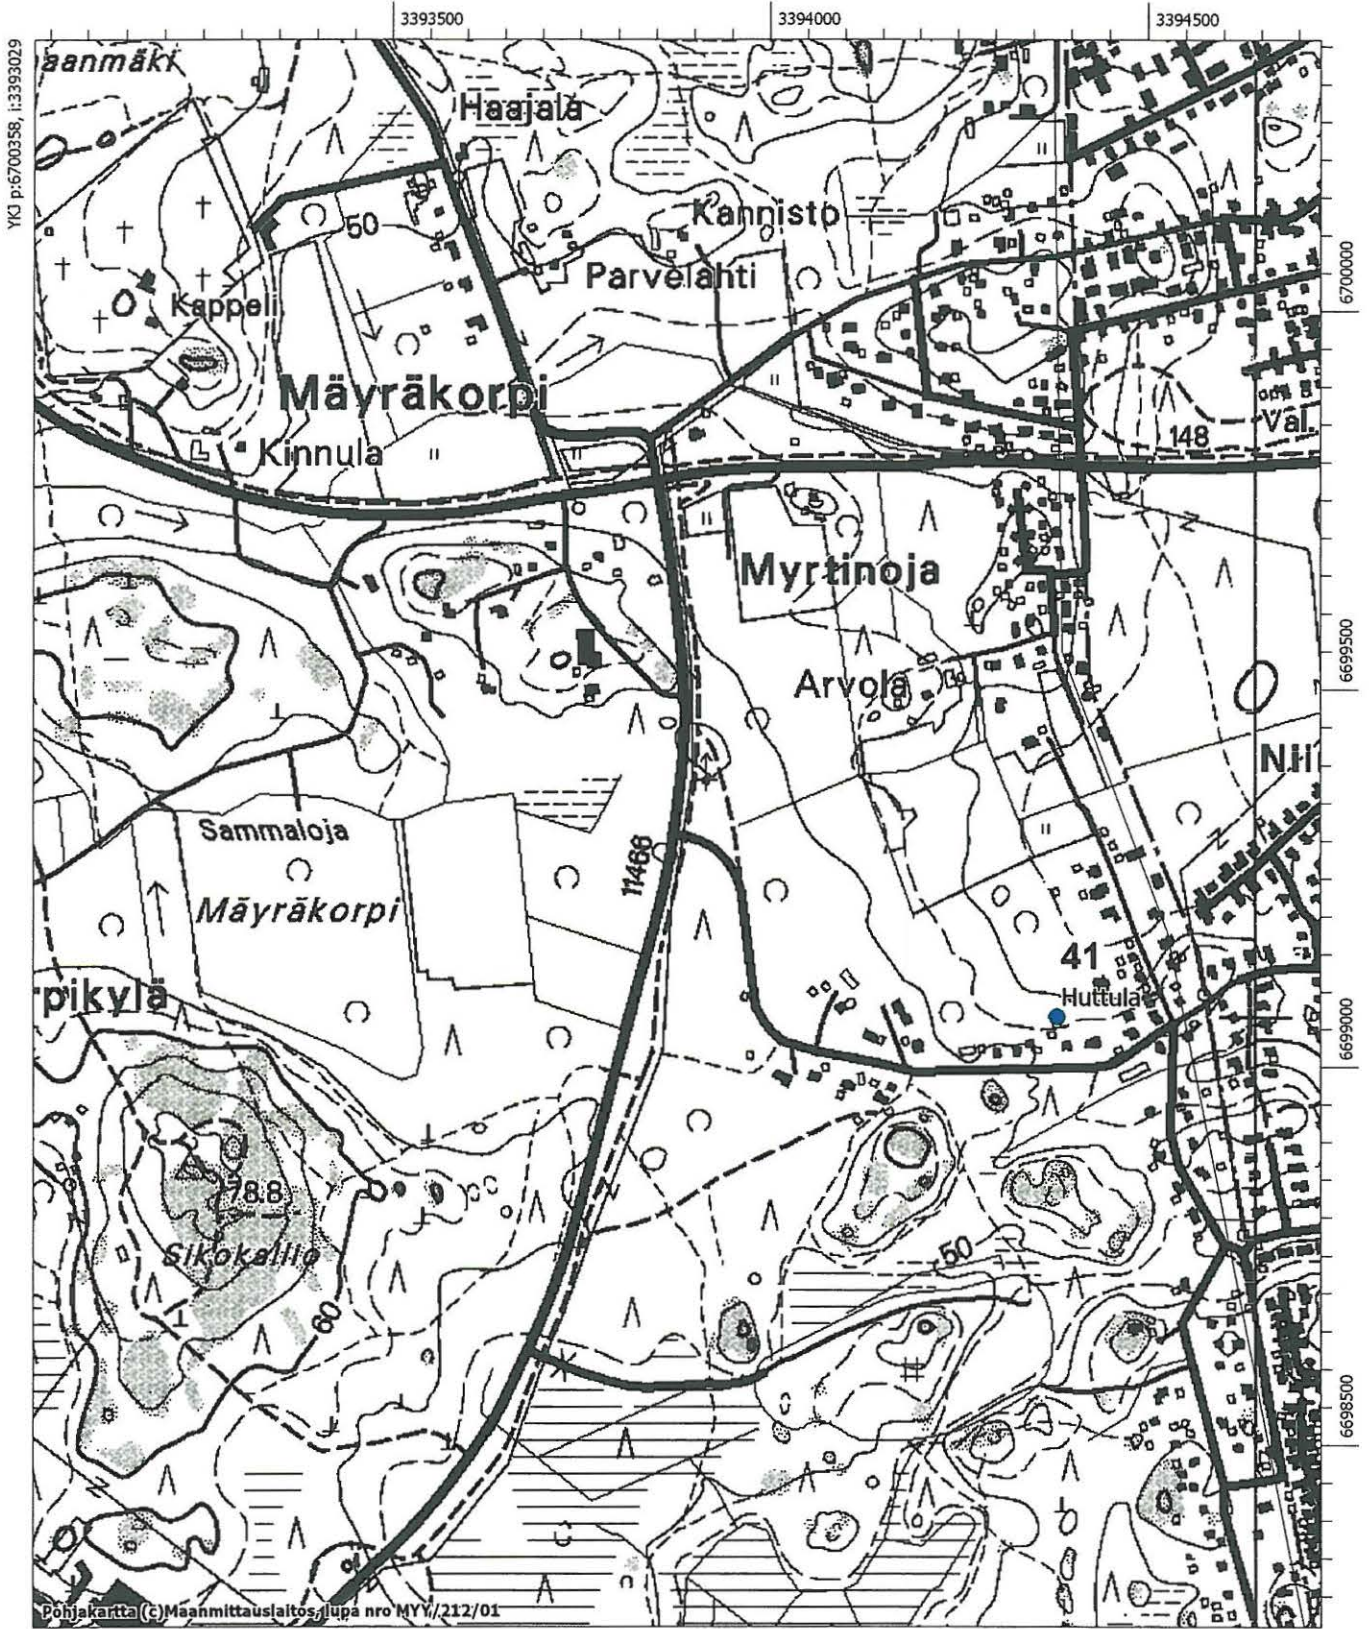 3393500
3394000
3394500
YKJ p:6700358, i:3393029
aanmäki
Haajala
Kannisto
50
Parvelahti
Kappeli
6700000
Mäyräkorpi
Kinnula
148
Val.
Myrtinoja
6699500
Arvola
Nil
Sammaloja
11466
Mäyräkorpi
41
rpikylä
Huttula
6699000
78.8
Sikokallio
50
60
6698500
Pohjakartta (c)Maanmittauslaitos, lupa nro MYY/212/01